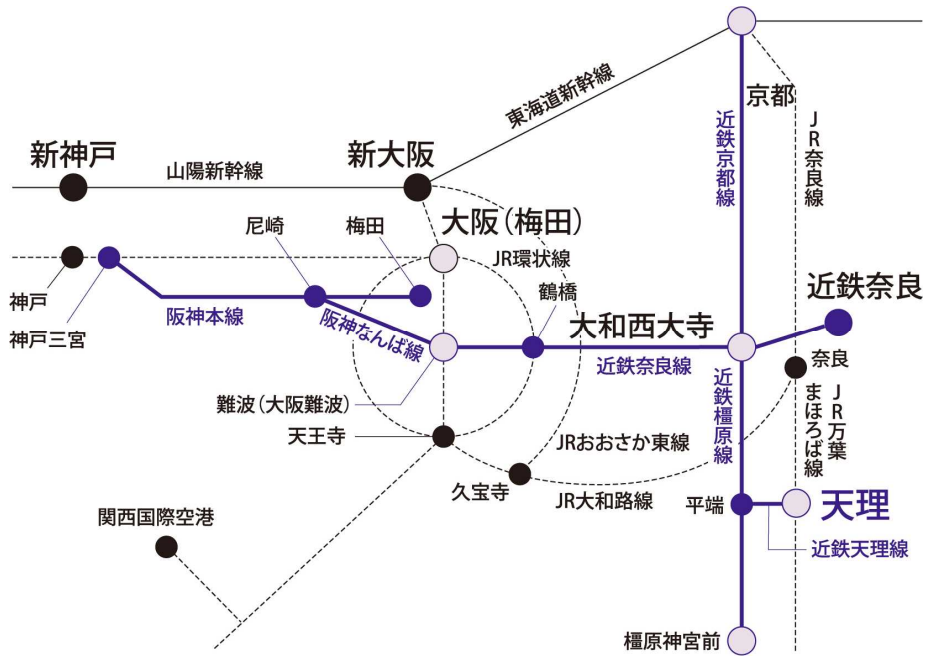 東海道新幹線
京都
近鉄京都線
JR奈良線
新神戸
山陽新幹線
新大阪
大阪（梅田）
尼崎
梅田
JR環状線
鶴橋
近鉄奈良
神戸
神戸三宮
阪神本線
阪神なんば線
大和西大寺
近鉄奈良線
奈良
難波（大阪難波）
天王寺
近鉄橿原線
JR万葉
まほろば線
JRおおさか東線
久宝寺
JR大和路線
平端
天理
関西国際空港
近鉄天理線
橿原神宮前